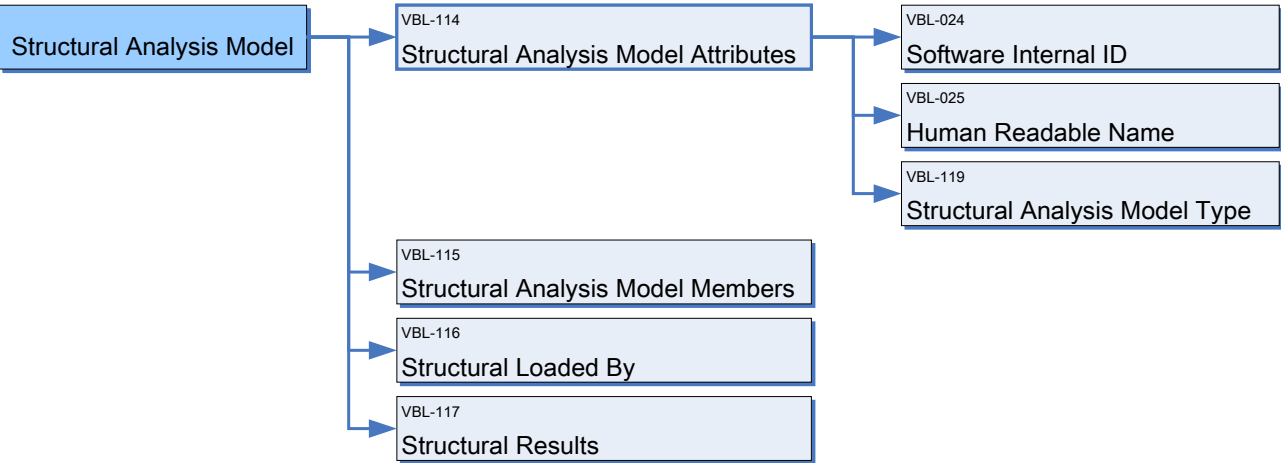 Structural Analysis Model
VBL-114
Structural Analysis Model Attributes
VBL-024
Software Internal ID
VBL-025
Human Readable Name
VBL-119
Structural Analysis Model Type
VBL-115
Structural Analysis Model Members
VBL-116
Structural Loaded By
VBL-117
Structural Results